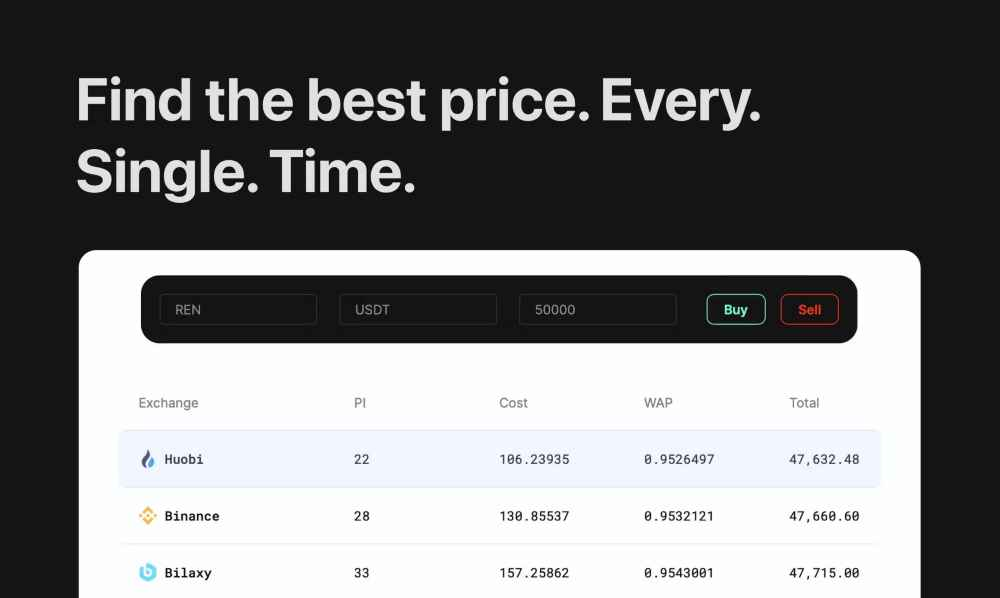 Find the best price. Every.
Single. Time.
REN USDT 50000 Buy Sell
Exchange PI Cost WAP Total
Huobi 22 106.23935 0.9526497 47,632.48
Binance 28 130.85537 0.9532121 47,660.60
Bilaxy 33 157.25862 0.9543001 47,715.00